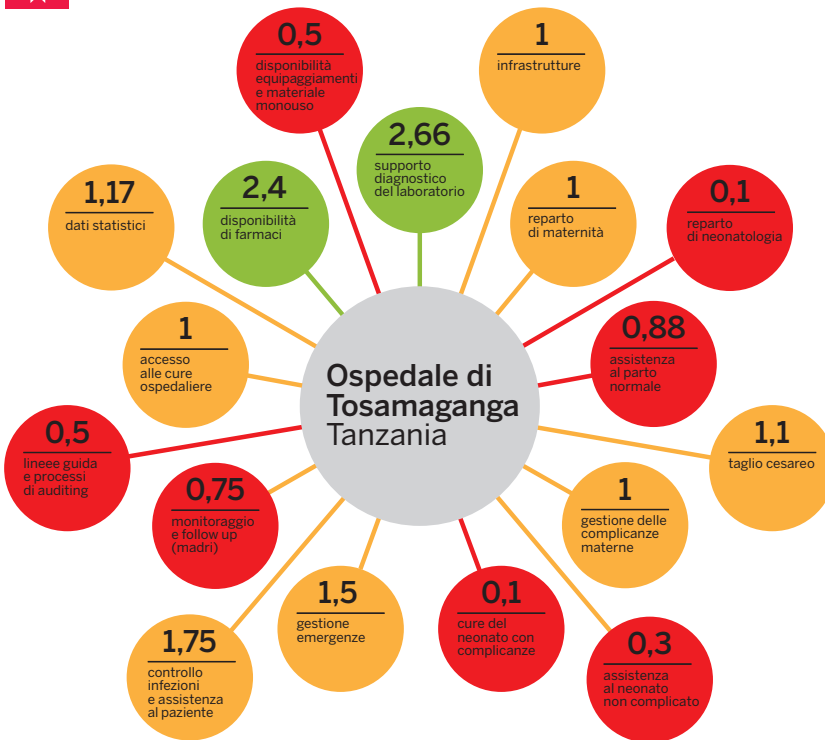 0,5
disponibilità
equipaggiamenti
e materiale
monouso
1
infrastrutture
2,66
supporto
diagnostico
del laboratorio
1,17
dati statistici
2,4
disponibilità
di farmaci
1
reparto
di maternità
0,1
reparto
di neonatologia
1
accesso
alle cure
ospedaliere
Ospedale di
Tosamaganga
Tanzania
0,88
assistenza
al parto
normale
0,5
lineee guida
e processi
di auditing
0,75
monitoraggio
e follow up
(madri)
1
gestione delle
complicanze
materne
1,1
taglio cesareo
1,75
controllo
infezioni
e assistenza
al paziente
1,5
gestione
emergenze
0,1
cure del
neonato con
complicanze
0,3
assistenza
al neonato
non complicato